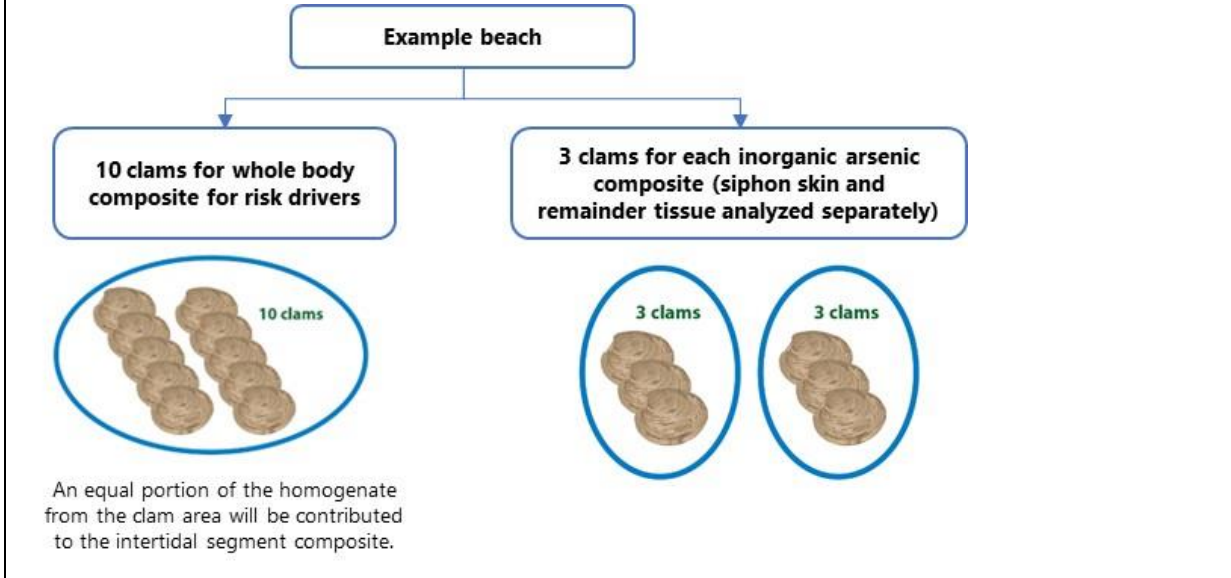 Example beach
10 clams for whole body
composite for risk drivers
3 clams for each inorganic arsenic
composite (siphon skin and
remainder tissue analyzed separately)
10 clams
3 clams
3 clams
An equal portion of the homogenate
from the clam area will be contributed
to the intertidal segment composite.